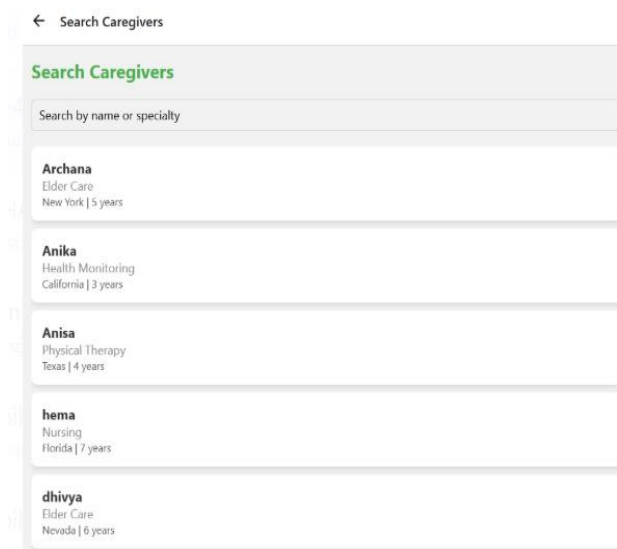 Search Caregivers
Search Caregivers
Search by name or specialty
Archana
Elder Care
New York | 5 years
Anika
Health Monitoring
California | 3 years
Anisa
Physical Therapy
Texas | 4 years
hema
Nursing
Florida | 7 years
dhivya
Elder Care
Nevada | 6 years